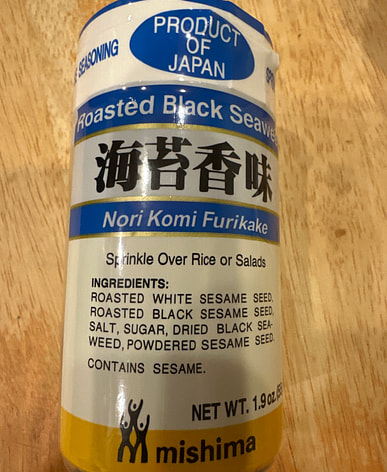 PRODUCT
OF
JAPAN
SEASONING
Roasted Black
海苔香味
Nori Komi Furikake
Sprinkle Over Rice or Salads
INGREDIENTS:
ROASTED WHITE SESAME SEED,
ROASTED BLACK SESAME SEED,
SALT, SUGAR, DRIED BLACK SEA-
WEED, POWDERED SESAME SEED.
CONTAINS SESAME.
NET WT. 1.9 oz.
mishima